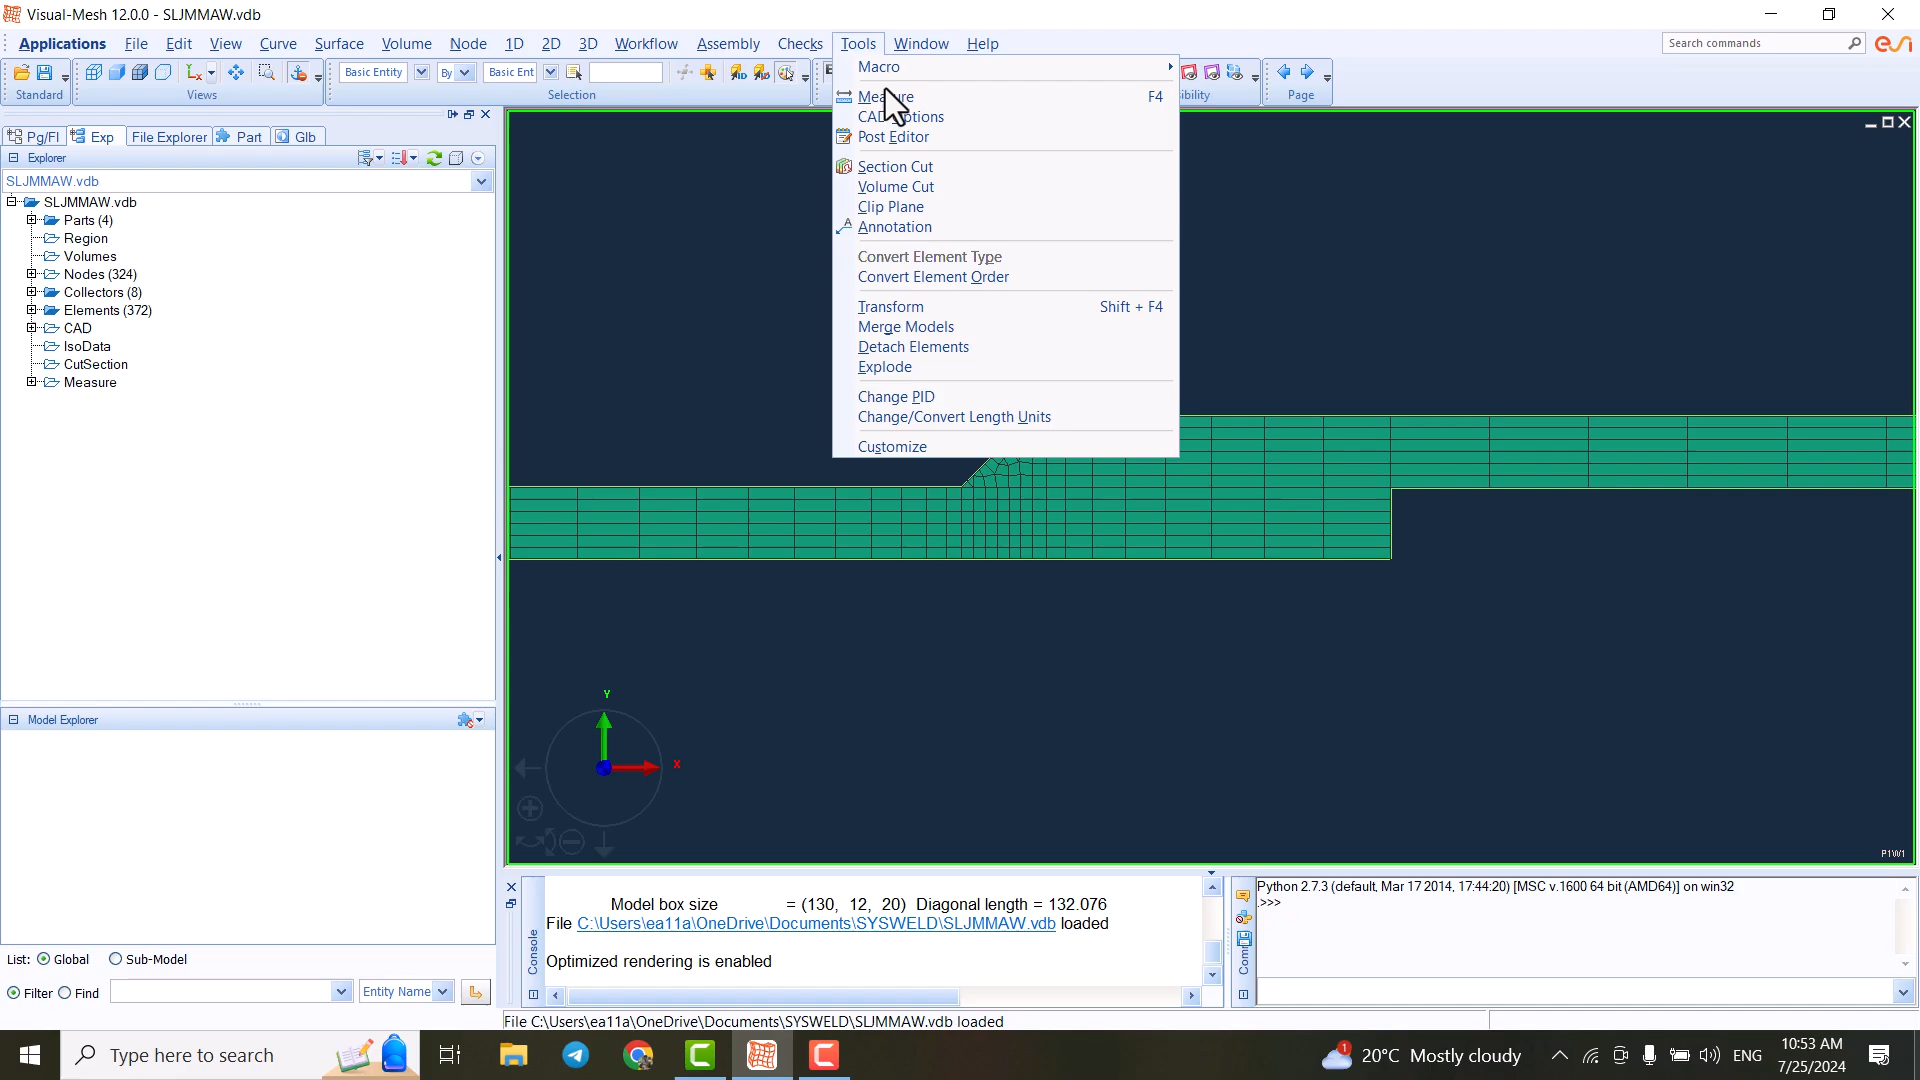 Visual-Mesh 12.0.0 - SLJMMAW.vdb
Applications File Edit View Curve Surface Volume Node 1D 2D 3D Workflow Assembly Checks Tools Window Help
Search commands
esi
Basic Entity By Basic Ent
Standard Views Selection Page
Macro
Measure F4
Post Editor
Section Cut
Volume Cut
Clip Plane
Annotation
Convert Element Type
Convert Element Order
Transform Shift + F4
Merge Models
Detach Elements
Explode
Change PID
Change/Convert Length Units
Customize
Pg/Fl Exp File Explorer Part Glb
Explorer
SLJMMAW.vdb
SLJMMAW.vdb
Parts (4)
Region
Volumes
Nodes (324)
Collectors (8)
Elements (372)
CAD
IsoData
CutSection
Measure
Y
X
P1W1
Model Explorer
List: Global Sub-Model
Filter Find Entity Name
Console
Model box size = (130, 12, 20) Diagonal length = 132.076
File C:\Users\ea11a\OneDrive\Documents\SYSWELD\SLJMMAW.vdb loaded
Optimized rendering is enabled
Python 2.7.3 (default, Mar 17 2014, 17:44:20) [MSC v.1600 64 bit (AMD64)] on win32
>>>
File C:\Users\ea11a\OneDrive\Documents\SYSWELD\SLJMMAW.vdb loaded
Type here to search
1
20°C Mostly cloudy
ENG
10:53 AM
7/25/2024